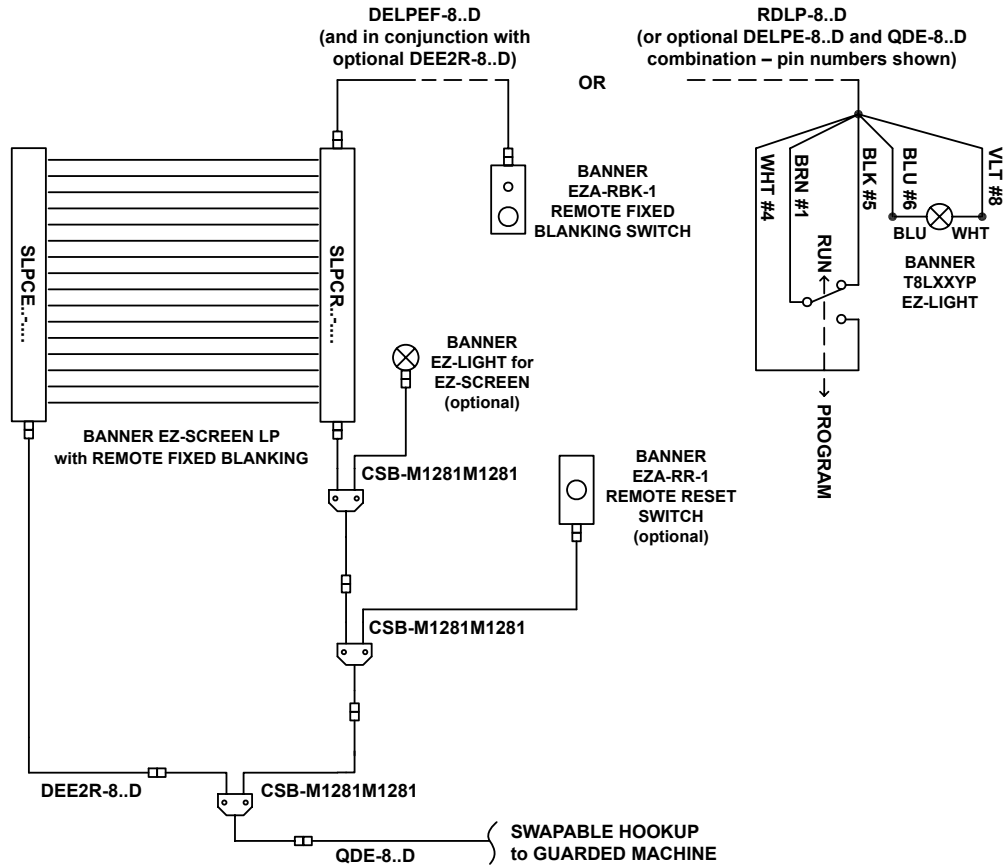 DELPEF-8..D
(and in conjunction with
optional DEE2R-8..D)
OR
RDLP-8..D
(or optional DELPE-8..D and QDE-8..D
combination – pin numbers shown)
SLPCE..".....
SLPCR..".....
BANNER
EZA-RBK-1
REMOTE FIXED
BLANKING SWITCH
WHT #4
BRN #1
BLK #5
BLU #6
VLT #8
BLU
WHT
BANNER
T8LXXYP
EZ-LIGHT
RUN
PROGRAM
BANNER
EZ-LIGHT for
EZ-SCREEN
(optional)
BANNER EZ-SCREEN LP
with REMOTE FIXED BLANKING
CSB-M1281M1281
BANNER
EZA-RR-1
REMOTE RESET
SWITCH
(optional)
CSB-M1281M1281
DEE2R-8..D
CSB-M1281M1281
QDE-8..D
SWAPABLE HOOKUP
to GUARDED MACHINE